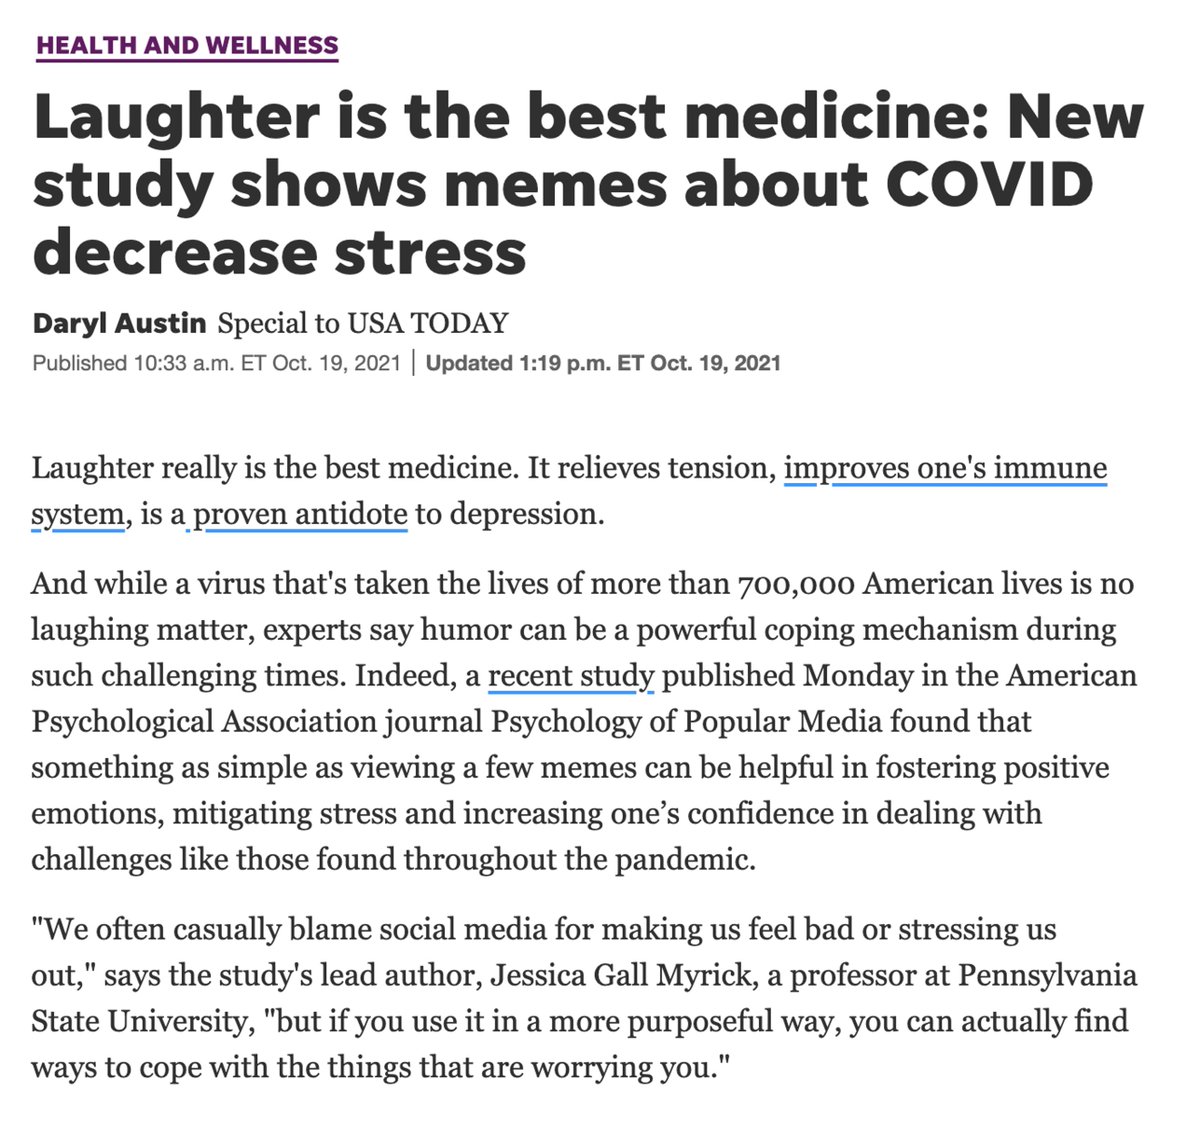 HEALTH AND WELLNESS
Laughter is the best medicine: New
study shows memes about COVID
decrease stress
Daryl Austin Special to USA TODAY
Published 10:33 a.m. ET Oct. 19, 2021 | Updated 1:19 p.m. ET Oct. 19, 2021
Laughter really is the best medicine. It relieves tension, improves one's immune
system, is a proven antidote to depression.
And while a virus that's taken the lives of more than 700,000 American lives is no
laughing matter, experts say humor can be a powerful coping mechanism during
such challenging times. Indeed, a recent study published Monday in the American
Psychological Association journal Psychology of Popular Media found that
something as simple as viewing a few memes can be helpful in fostering positive
emotions, mitigating stress and increasing one’s confidence in dealing with
challenges like those found throughout the pandemic.
"We often casually blame social media for making us feel bad or stressing us
out," says the study's lead author, Jessica Gall Myrick, a professor at Pennsylvania
State University, "but if you use it in a more purposeful way, you can actually find
ways to cope with the things that are worrying you."